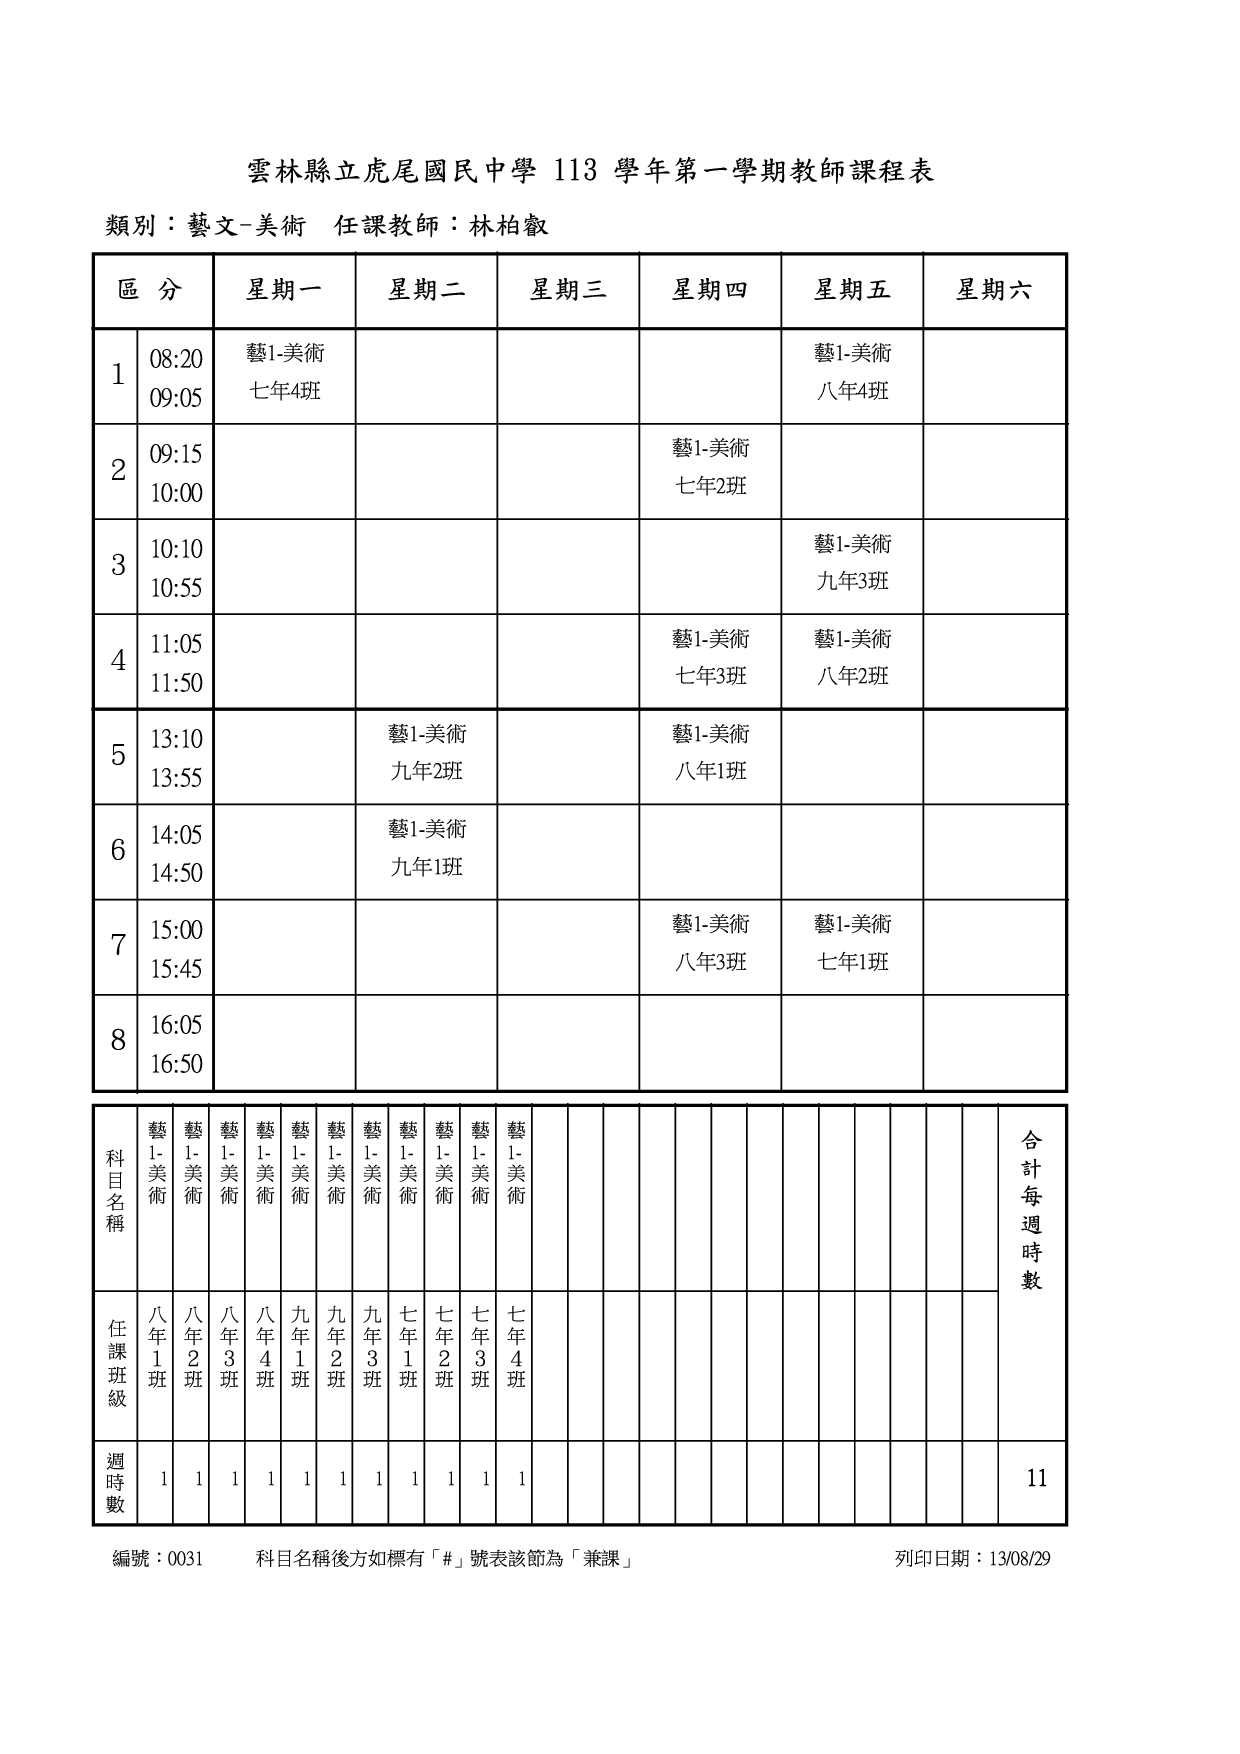 雲林縣立虎尾國民中學 113 學年第一學期教師課程表
類別：藝文-美術　任課教師：林柏叡
區 分 星期一 星期二 星期三 星期四 星期五 星期六
1 08:20 09:05 藝1-美術 七年4班 藝1-美術 八年4班
2 09:15 10:00 藝1-美術 七年2班
3 10:10 10:55 藝1-美術 九年3班
4 11:05 11:50 藝1-美術 七年3班 藝1-美術 八年2班
5 13:10 13:55 藝1-美術 九年2班 藝1-美術 八年1班
6 14:05 14:50 藝1-美術 九年1班
7 15:00 15:45 藝1-美術 八年3班 藝1-美術 七年1班
8 16:05 16:50
科目名稱 藝1-美術 藝1-美術 藝1-美術 藝1-美術 藝1-美術 藝1-美術 藝1-美術 藝1-美術 藝1-美術 藝1-美術 藝1-美術 合計每週時數
任課班級 八年1班 八年2班 八年3班 八年4班 九年1班 九年2班 九年3班 七年1班 七年2班 七年3班 七年4班
週時數 1 1 1 1 1 1 1 1 1 1 1 11
編號：0031 科目名稱後方如標有「#」號表該節為「兼課」 列印日期：13/08/29